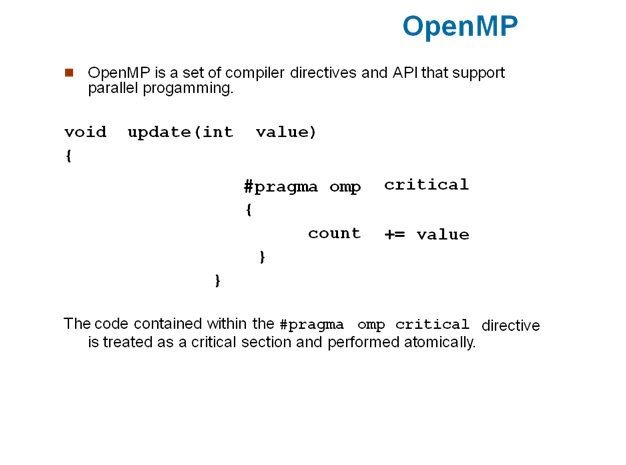 OpenMP
■ OpenMP is a set of compiler directives and API that support
parallel progamming.
void update(int value)
{
#pragma omp critical
{
count += value
}
}
The code contained within the #pragma omp critical directive
is treated as a critical section and performed atomically.